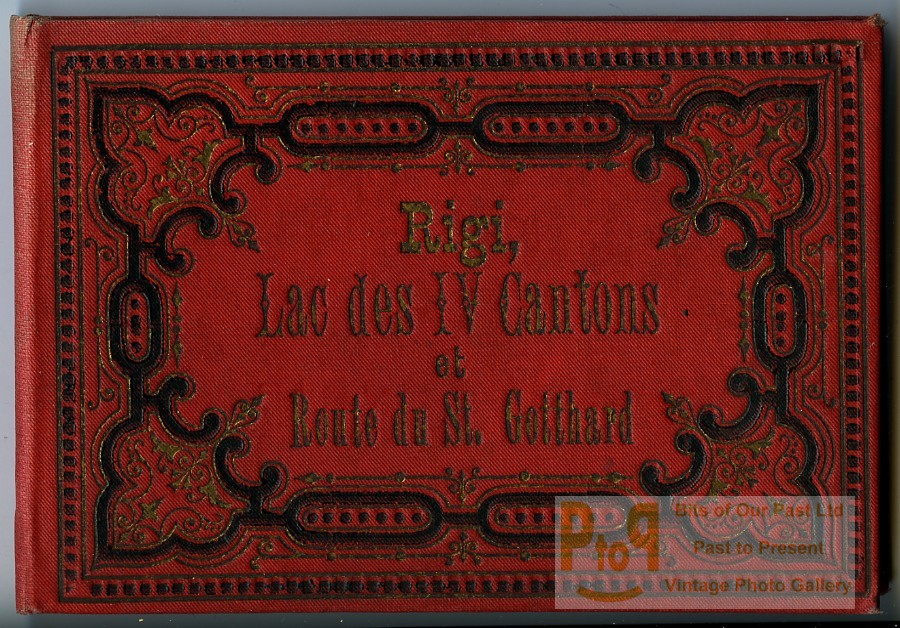 Rigi,
Lac des IV Cantons
et
Route du St. Gotthard
PtoP
Bits of Our Past Ltd
Past to Present
Vintage Photo Gallery